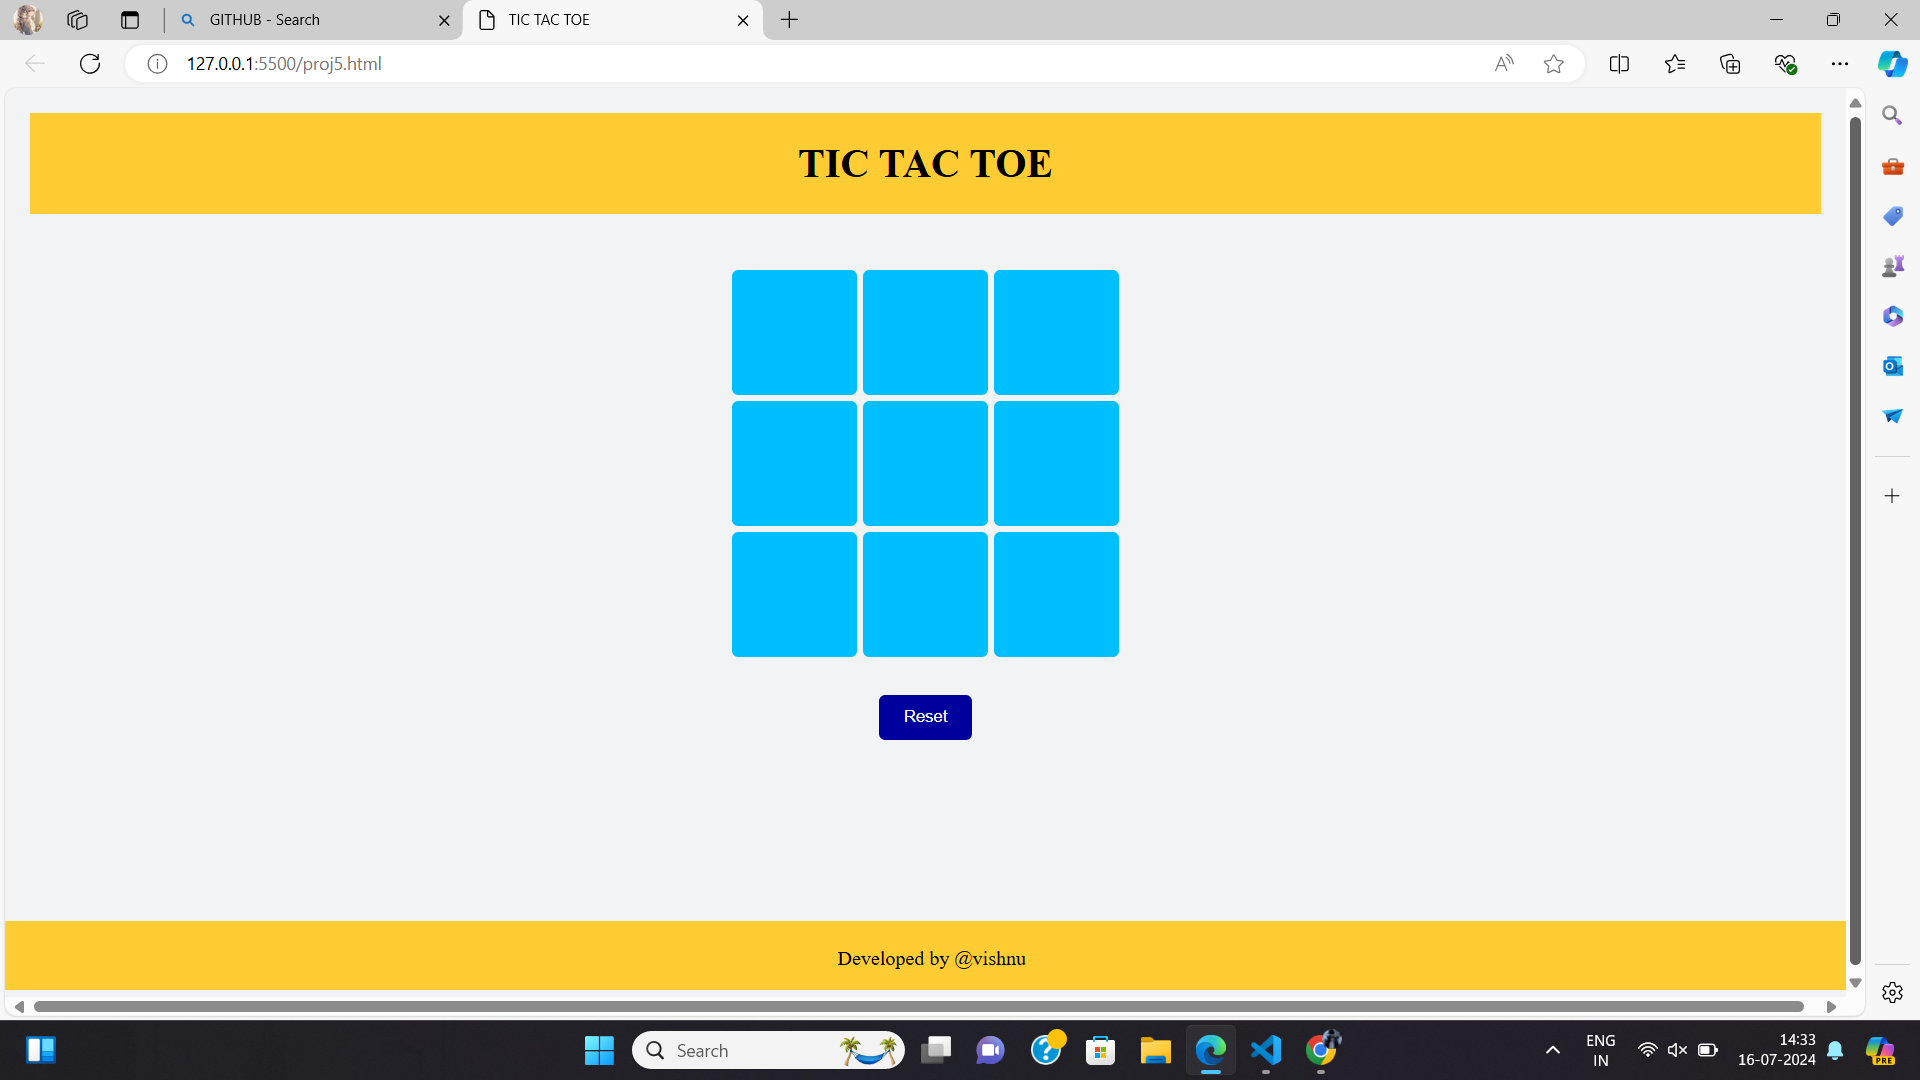 GITHUB - Search
TIC TAC TOE
127.0.0.1:5500/proj5.html
TIC TAC TOE
Reset
Developed by @vishnu
Search
ENG
IN
14:33
16-07-2024
PRE